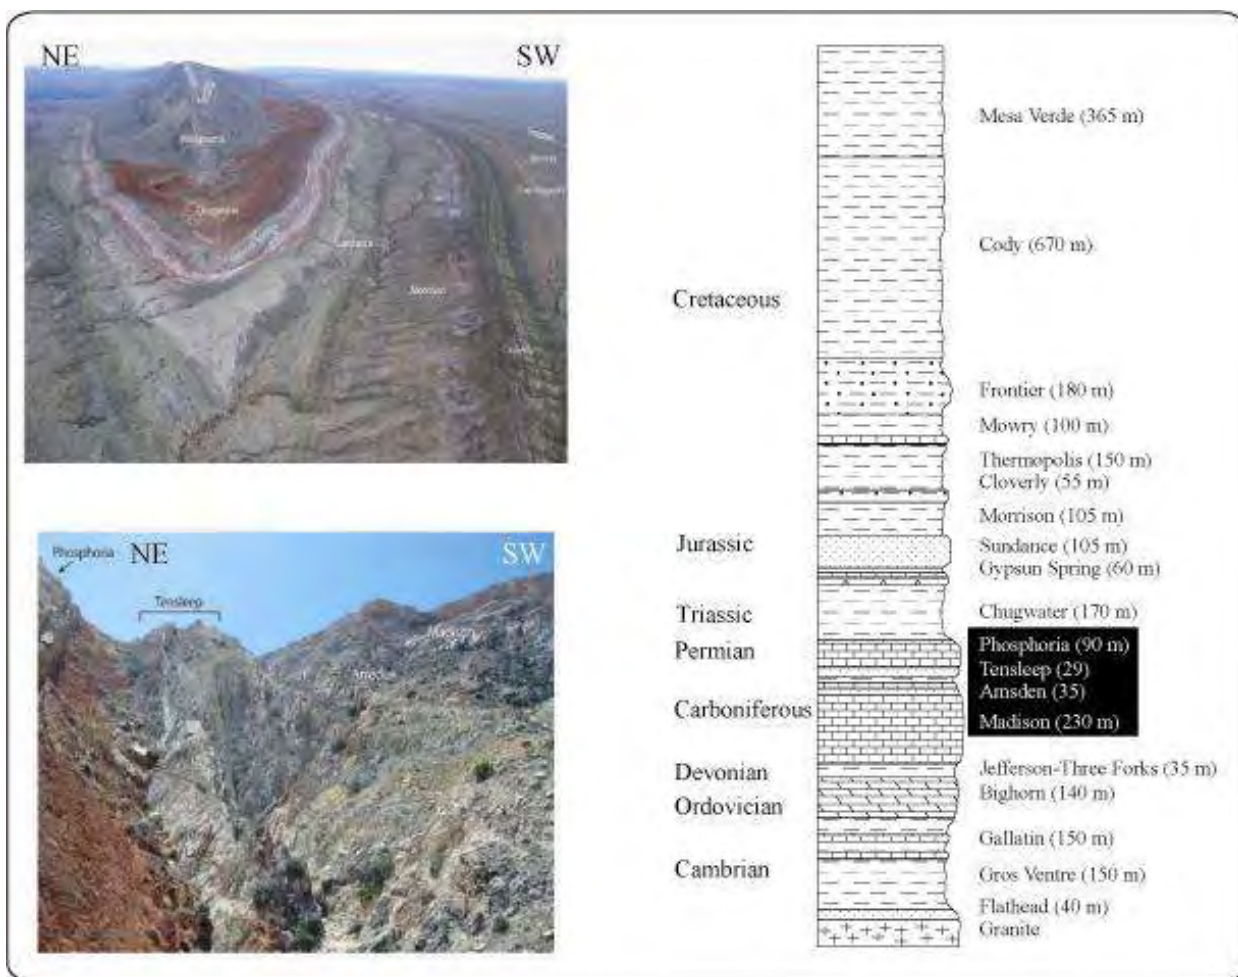 NE
SW
Phosphoria
NE
SW
Tensleep
Cretaceous
Jurassic
Triassic
Permian
Carboniferous
Devonian
Ordovician
Cambrian
Mesa Verde (365 m)
Cody (670 m)
Frontier (180 m)
Mowry (100 m)
Thermopolis (150 m)
Cloverly (55 m)
Morrison (105 m)
Sundance (105 m)
Gypsun Spring (60 m)
Chugwater (170 m)
Phosphoria (90 m)
Tensleep (29)
Amsden (35)
Madison (230 m)
Jefferson-Three Forks (35 m)
Bighorn (140 m)
Gallatin (150 m)
Gros Ventre (150 m)
Flathead (40 m)
Granite